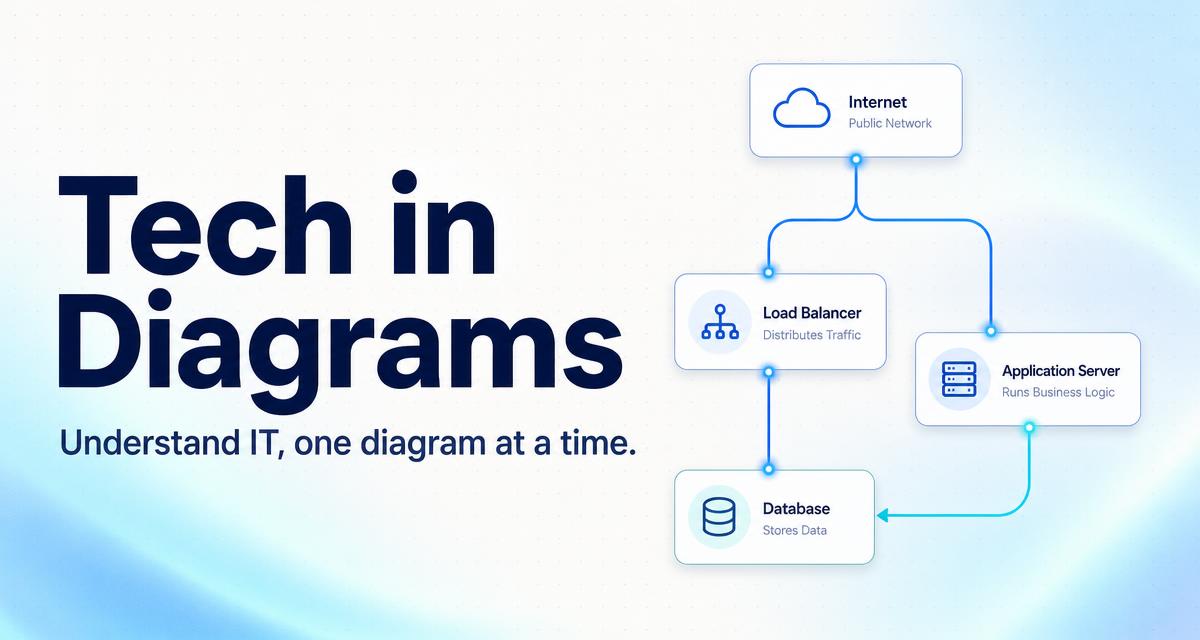 Tech in
Diagrams
Understand IT, one diagram at a time.
Internet
Public Network
Load Balancer
Distributes Traffic
Application Server
Runs Business Logic
Database
Stores Data